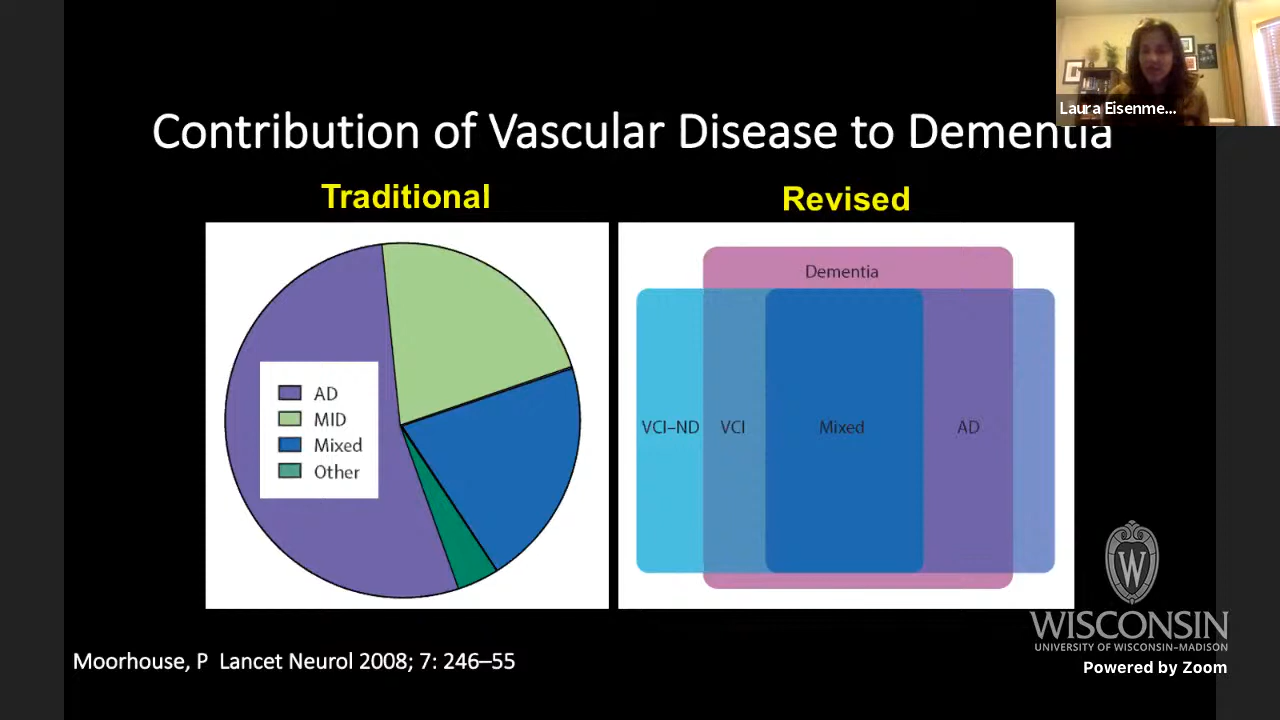 Laura Eisenme...
Contribution of Vascular Disease to Dementia
Traditional
Revised
AD
MID
Mixed
Other
Dementia
VCI–ND
VCI
Mixed
AD
W
WISCONSIN
UNIVERSITY OF WISCONSIN–MADISON
Moorhouse, P Lancet Neurol 2008; 7: 246–55
Powered by Zoom